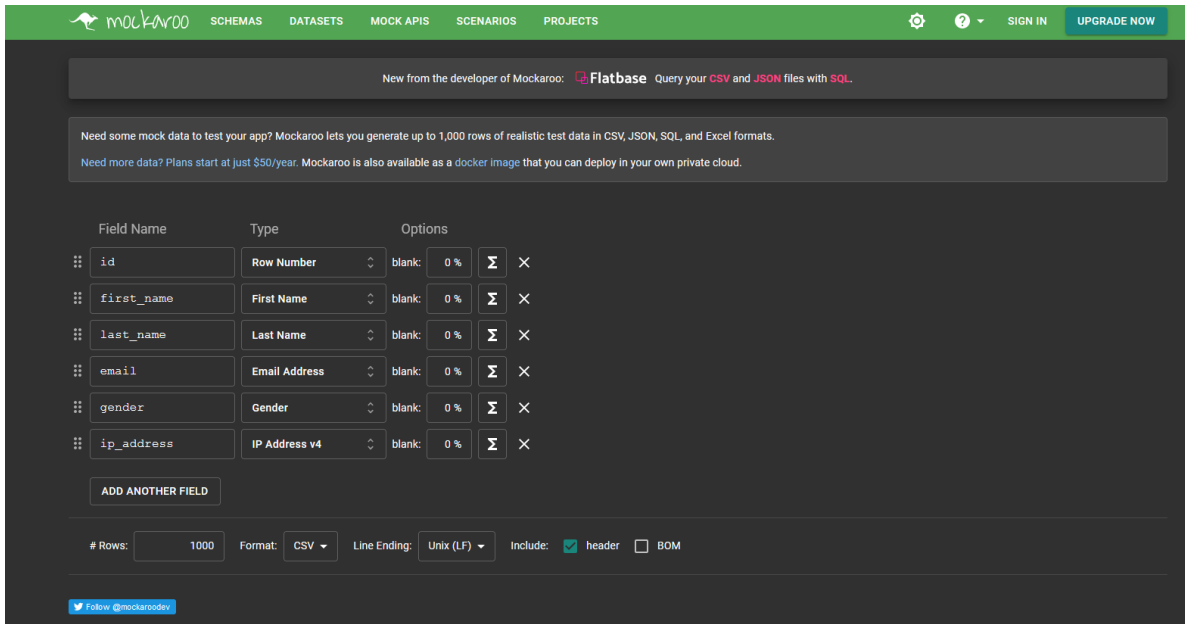 mockaroo SCHEMAS DATASETS MOCK APIS SCENARIOS PROJECTS SIGN IN UPGRADE NOW
New from the developer of Mockaroo: Flatbase Query your CSV and JSON files with SQL.
Need some mock data to test your app? Mockaroo lets you generate up to 1,000 rows of realistic test data in CSV, JSON, SQL, and Excel formats.
Need more data? Plans start at just $50/year. Mockaroo is also available as a docker image that you can deploy in your own private cloud.
Field Name Type Options
id Row Number blank: 0 % Σ
first_name First Name blank: 0 % Σ
last_name Last Name blank: 0 % Σ
email Email Address blank: 0 % Σ
gender Gender blank: 0 % Σ
ip_address IP Address v4 blank: 0 % Σ
ADD ANOTHER FIELD
# Rows: 1000 Format: CSV Line Ending: Unix (LF) Include: header BOM
Follow @mockaroodev